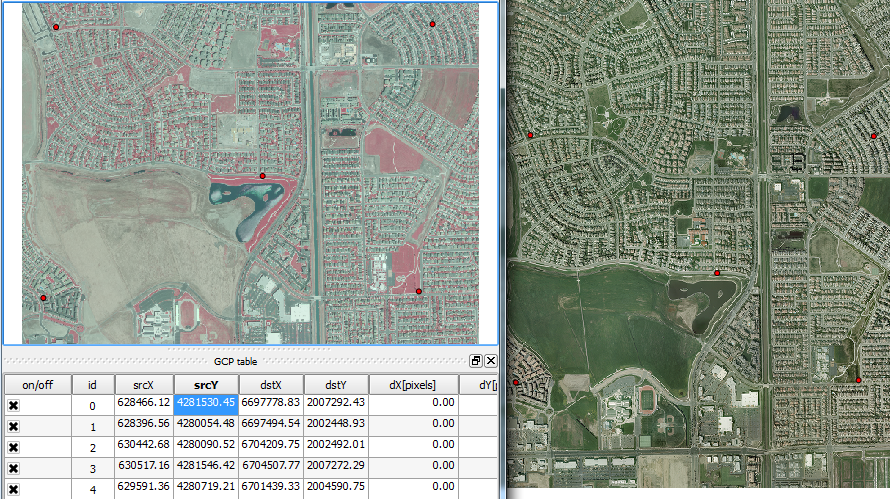 GCP table
on/off id srcX srcY dstX dstY dX[pixels]
0 628466.12 4281530.45 6697778.83 2007292.43 0.00
1 628396.56 4280054.48 6697494.54 2002448.93 0.00
2 630442.68 4280090.52 6704209.75 2002492.01 0.00
3 630517.16 4281546.42 6704507.77 2007272.29 0.00
4 629591.36 4280719.21 6701439.33 2004590.75 0.00